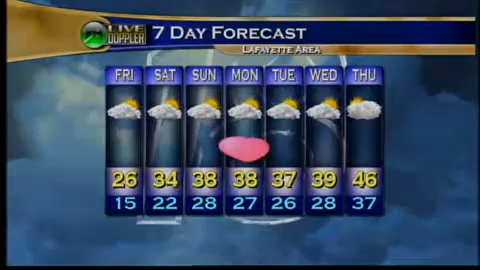 LIVE
DOPPLER
7 DAY FORECAST
LAFAYETTE AREA
FRI SAT SUN MON TUE WED THU
26 34 38 38 37 39 46
15 22 28 27 26 28 37